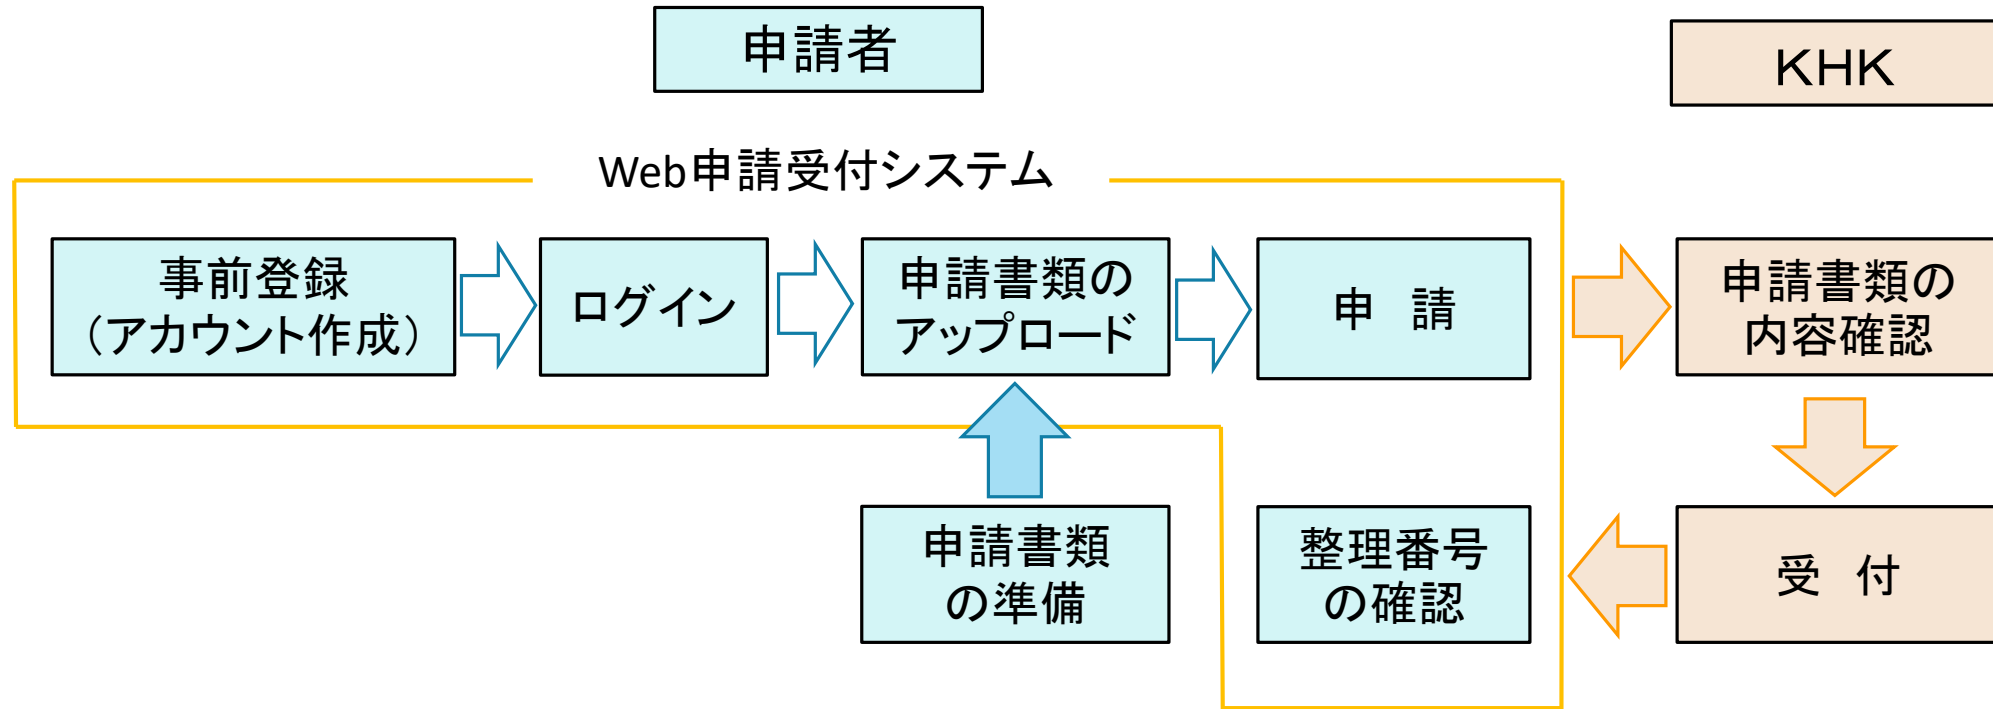 申請者
KHK
Web申請受付システム
事前登録
（アカウント作成）
ログイン
申請書類の
アップロード
申　請
申請書類の
内容確認
申請書類
の準備
整理番号
の確認
受　付